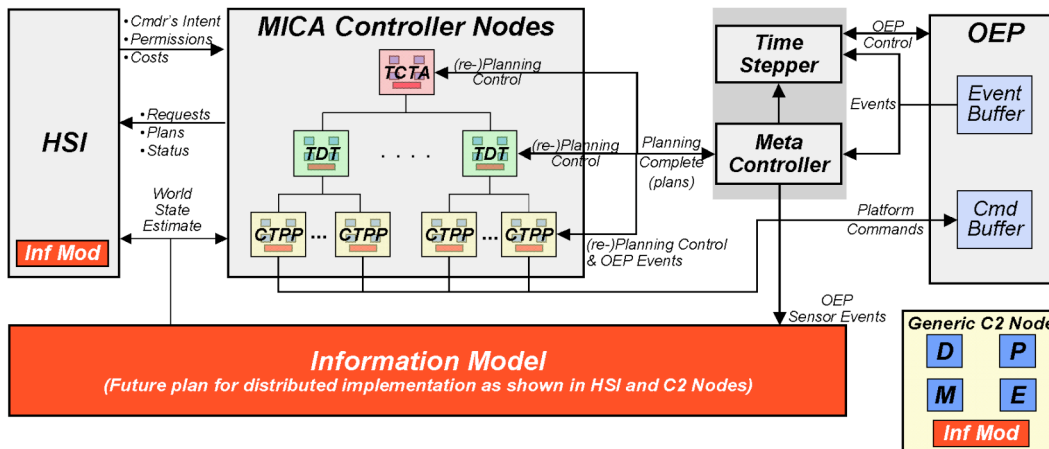 •Cmdr's Intent
•Permissions
•Costs
HSI
•Requests
•Plans
•Status
World
State
Estimate
Inf Mod
MICA Controller Nodes
TCTA
TDT
. . . .
TDT
CTPP
...
CTPP
CTPP
...
CTPP
(re-)Planning
Control
(re-)Planning
Control
(re-)Planning Control
& OEP Events
Planning
Complete
(plans)
Time
Stepper
Meta
Controller
OEP
Control
Events
Platform
Commands
OEP
Event
Buffer
Cmd
Buffer
OEP
Sensor Events
Information Model
(Future plan for distributed implementation as shown in HSI and C2 Nodes)
Generic C2 Node
D P
M E
Inf Mod